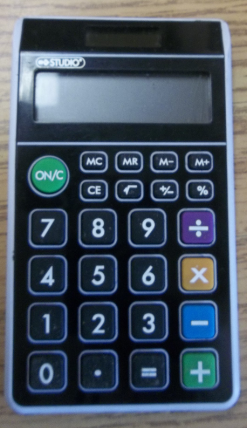 STUDIO
MC MR M− M+
ON/C
CE √ +/− %
7 8 9 ÷
4 5 6 ×
1 2 3 −
0 . = +